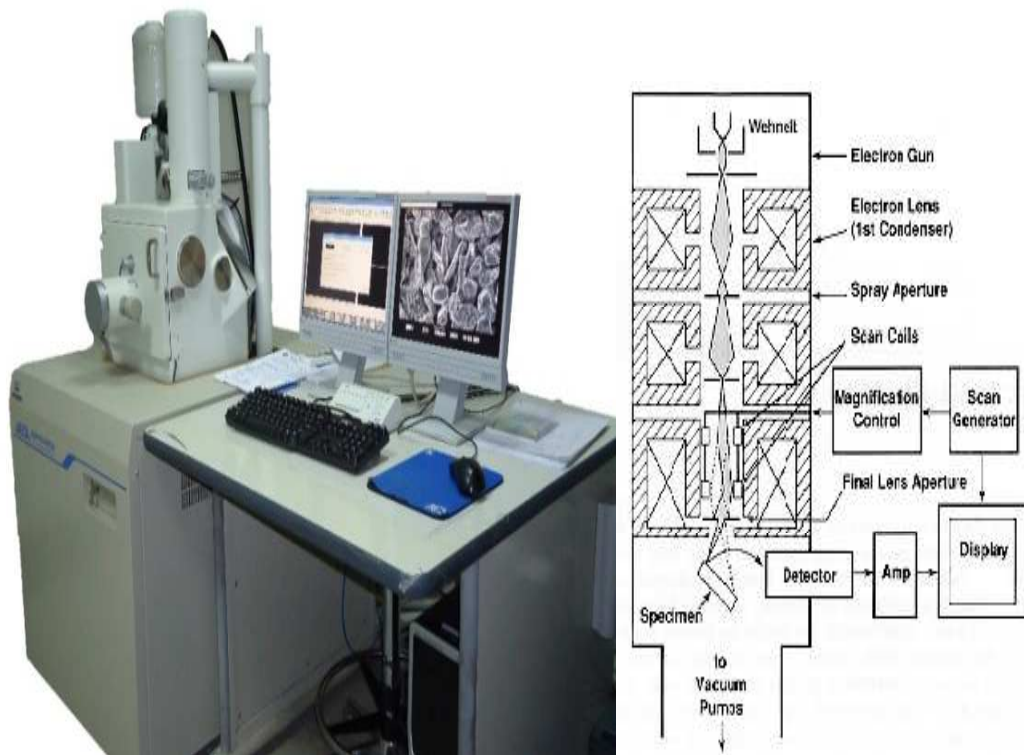 Wehnelt
Electron Gun
Electron Lens
(1st Condenser)
Spray Aperture
Scan Coils
Magnification
Control
Scan
Generator
Final Lens Aperture
Display
Detector
Amp
Specimen
to
Vacuum
Pumps